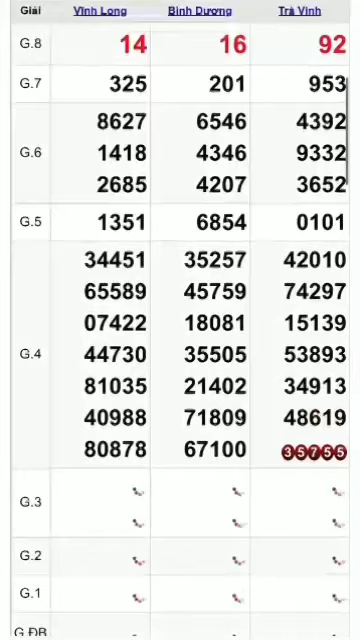 Giải Vĩnh Long Bình Dương Trà Vinh
G.8 14 16 92
G.7 325 201 953
8627 6546 4392
G.6 1418 4346 9332
2685 4207 3652
G.5 1351 6854 0101
34451 35257 42010
65589 45759 74297
07422 18081 15139
G.4 44730 35505 53893
81035 21402 34913
40988 71809 48619
80878 67100 35755
G.3
G.2
G.1
G.ĐB - - -